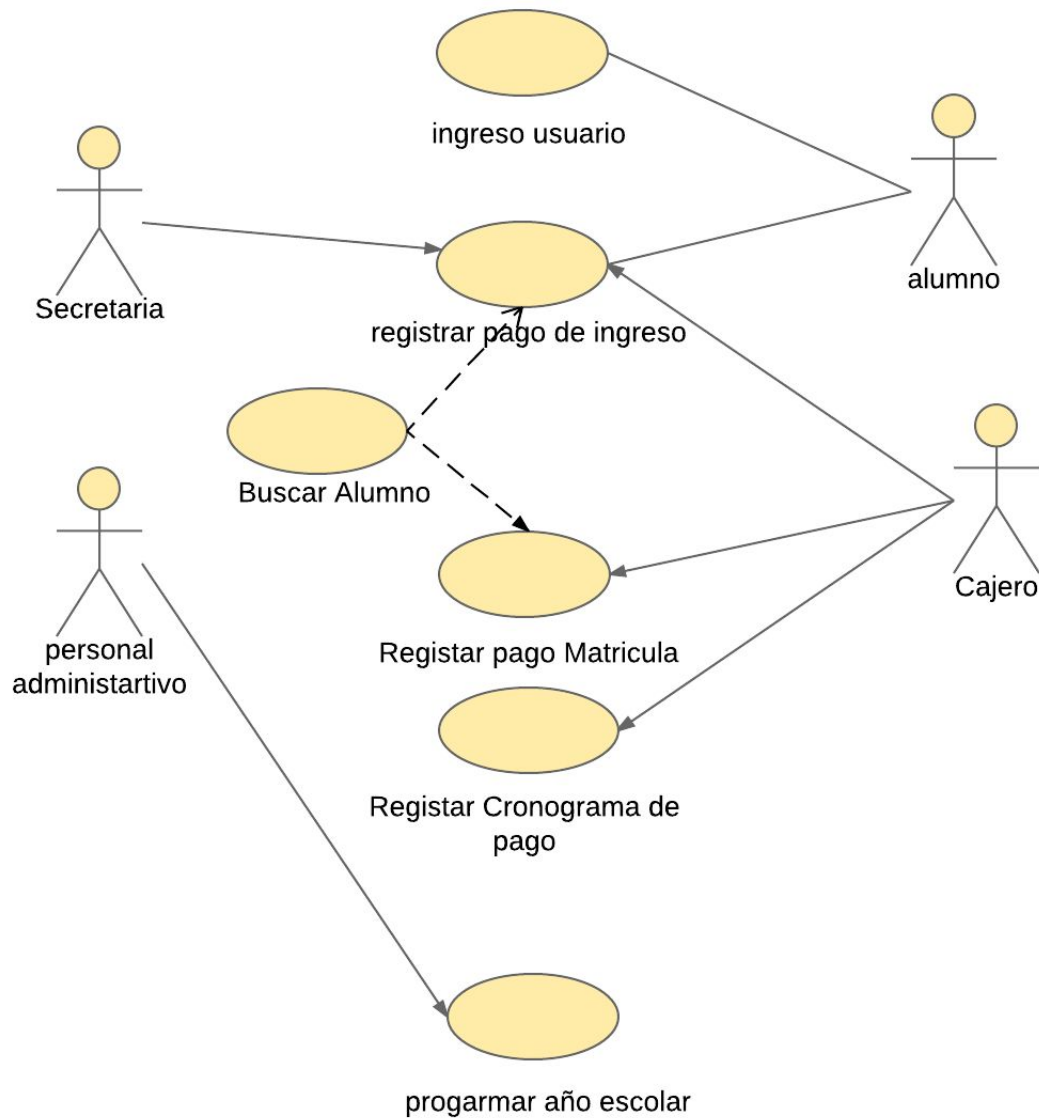 ingreso usuario
Secretaria
alumno
registrar pago de ingreso
Buscar Alumno
Cajero
personal
administartivo
Registar pago Matricula
Registar Cronograma de
pago
progarmar año escolar